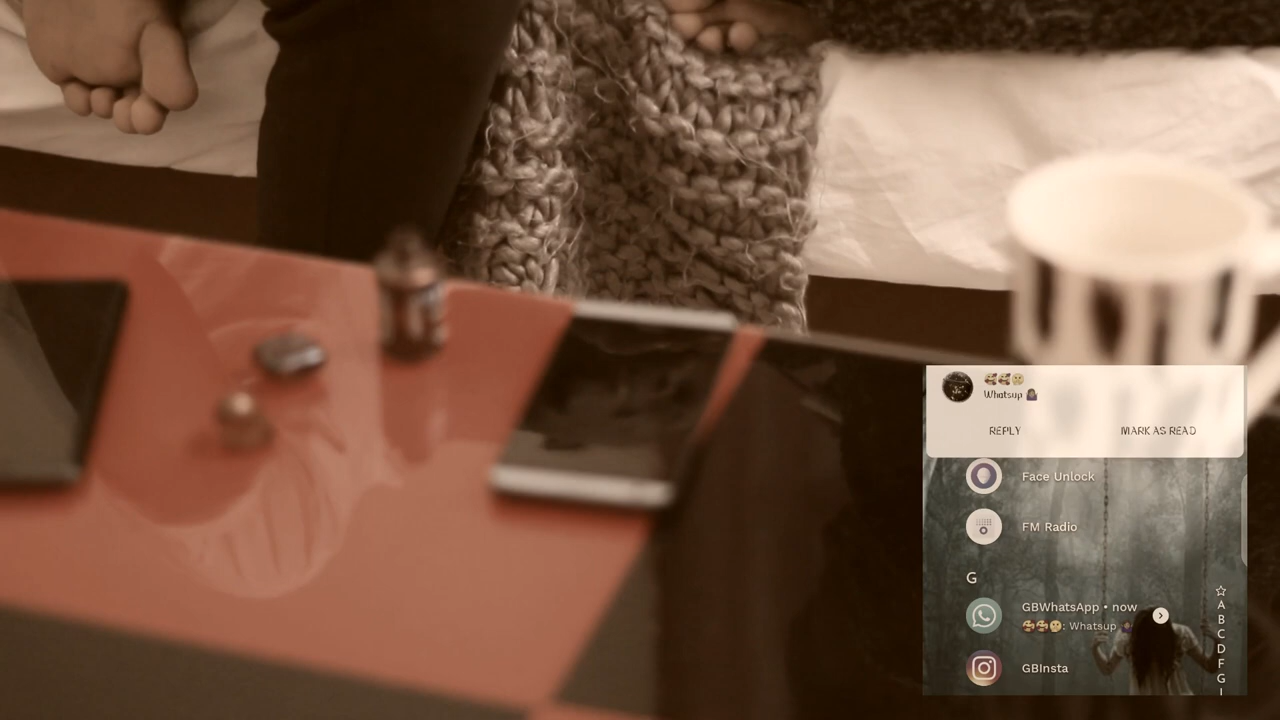 🥰🥰🤔
Whatsup 🤷🏾‍♀️
REPLY MARK AS READ
Face Unlock
FM Radio
G
GBWhatsApp • now
🥰🥰🤔: Whatsup 🤷🏾‍♀️
GBInsta
☆
A
B
C
D
F
G
I